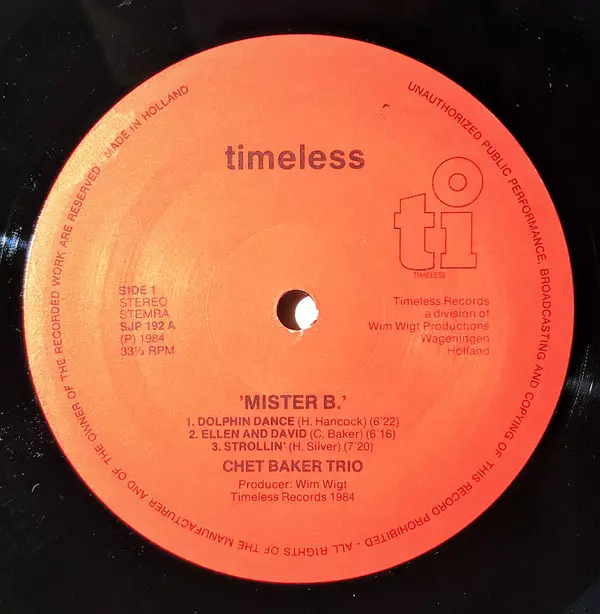 UNAUTHORIZED PUBLIC PERFORMANCE, BROADCASTING AND COPYING OF THIS RECORD PROHIBITED - ALL RIGHTS OF THE MANUFACTURER AND OF THE OWNER OF THE RECORDED WORK ARE RESERVED - MADE IN HOLLAND
timeless
ti
TIMELESS
SIDE 1
STEREO
STEMRA
SJP 192 A
(P) 1984
33⅓ RPM
Timeless Records
a division of
Wim Wigt Productions
Wageningen
Holland
'MISTER B.'
1. DOLPHIN DANCE (H. Hancock) (6'22)
2. ELLEN AND DAVID (C. Baker) (6'16)
3. STROLLIN' (H. Silver) (7'20)
CHET BAKER TRIO
Producer: Wim Wigt
Timeless Records 1984